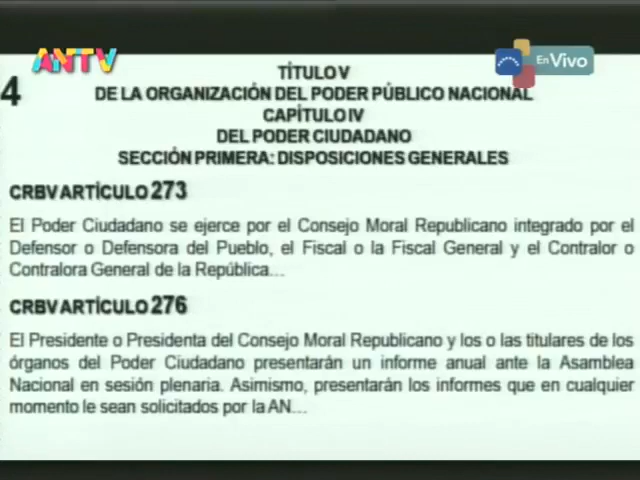 ANTV
En Vivo
4
TÍTULO V
DE LA ORGANIZACIÓN DEL PODER PÚBLICO NACIONAL
CAPÍTULO IV
DEL PODER CIUDADANO
SECCIÓN PRIMERA: DISPOSICIONES GENERALES
CRBV ARTÍCULO 273
El Poder Ciudadano se ejerce por el Consejo Moral Republicano integrado por el
Defensor o Defensora del Pueblo, el Fiscal o la Fiscal General y el Contralor o
Contralora General de la República...
CRBV ARTÍCULO 276
El Presidente o Presidenta del Consejo Moral Republicano y los o las titulares de los
órganos del Poder Ciudadano presentarán un informe anual ante la Asamblea
Nacional en sesión plenaria. Asimismo, presentarán los informes que en cualquier
momento le sean solicitados por la AN...